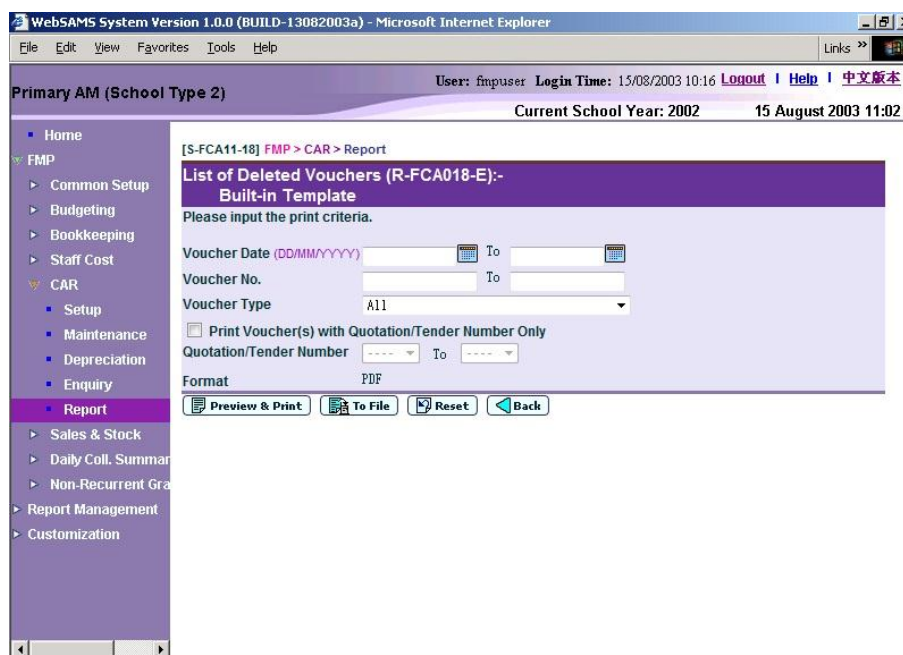 WebSAMS System Version 1.0.0 (BUILD-13082003a) - Microsoft Internet Explorer
File Edit View Favorites Tools Help Links »
Primary AM (School Type 2)
User: fmpuser Login Time: 15/08/2003 10:16 Logout I Help I 中文版本
Current School Year: 2002 15 August 2003 11:02
Home
FMP
Common Setup
Budgeting
Bookkeeping
Staff Cost
CAR
Setup
Maintenance
Depreciation
Enquiry
Report
Sales & Stock
Daily Coll. Summar
Non-Recurrent Gra
Report Management
Customization
[S-FCA11-18] FMP > CAR > Report
List of Deleted Vouchers (R-FCA018-E):-
Built-in Template
Please input the print criteria.
Voucher Date (DD/MM/YYYY) To
Voucher No. To
Voucher Type All
Print Voucher(s) with Quotation/Tender Number Only
Quotation/Tender Number ---- To ----
Format PDF
Preview & Print To File Reset Back